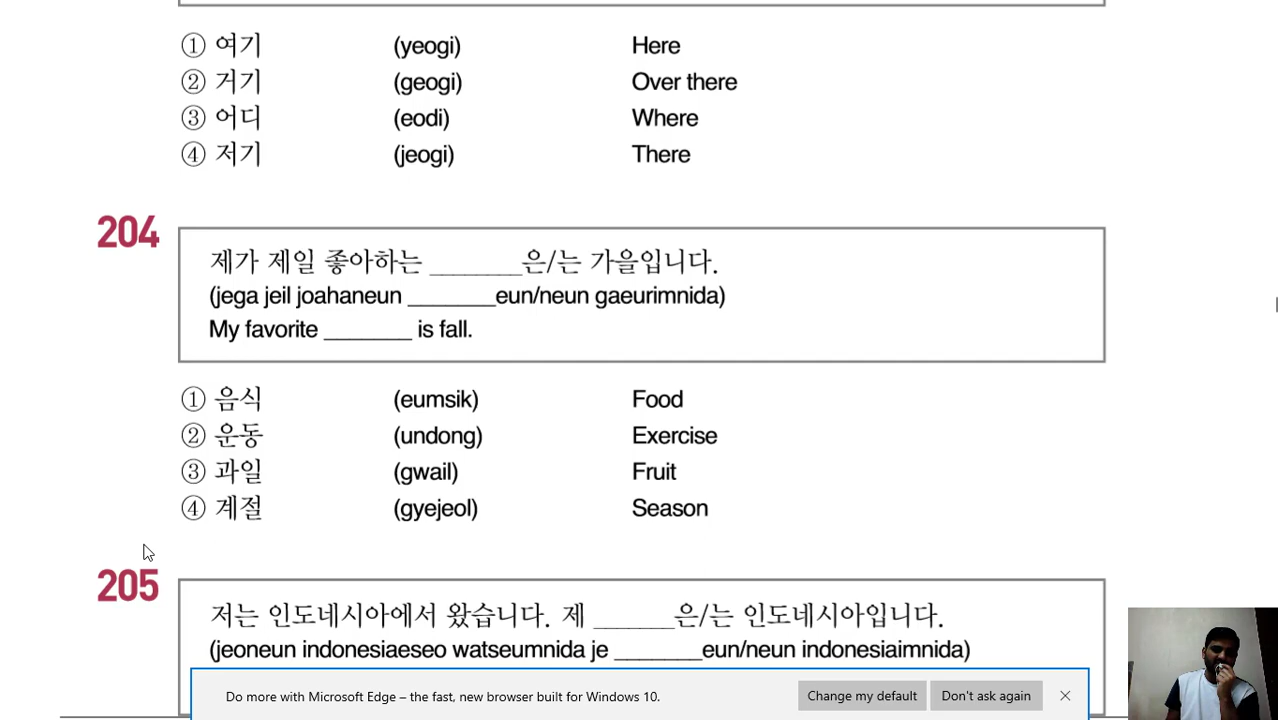 ① 여기 (yeogi) Here
② 거기 (geogi) Over there
③ 어디 (eodi) Where
④ 저기 (jeogi) There
204
제가 제일 좋아하는 ________은/는 가을입니다.
(jega jeil joahaneun _______eun/neun gaeurimnida)
My favorite _______ is fall.
① 음식 (eumsik) Food
② 운동 (undong) Exercise
③ 과일 (gwail) Fruit
④ 계절 (gyejeol) Season
205
저는 인도네시아에서 왔습니다. 제 _______은/는 인도네시아입니다.
(jeoneun indonesiaeseo watseumnida je _______eun/neun indonesiaimnida)
Do more with Microsoft Edge – the fast, new browser built for Windows 10. Change my default Don't ask again